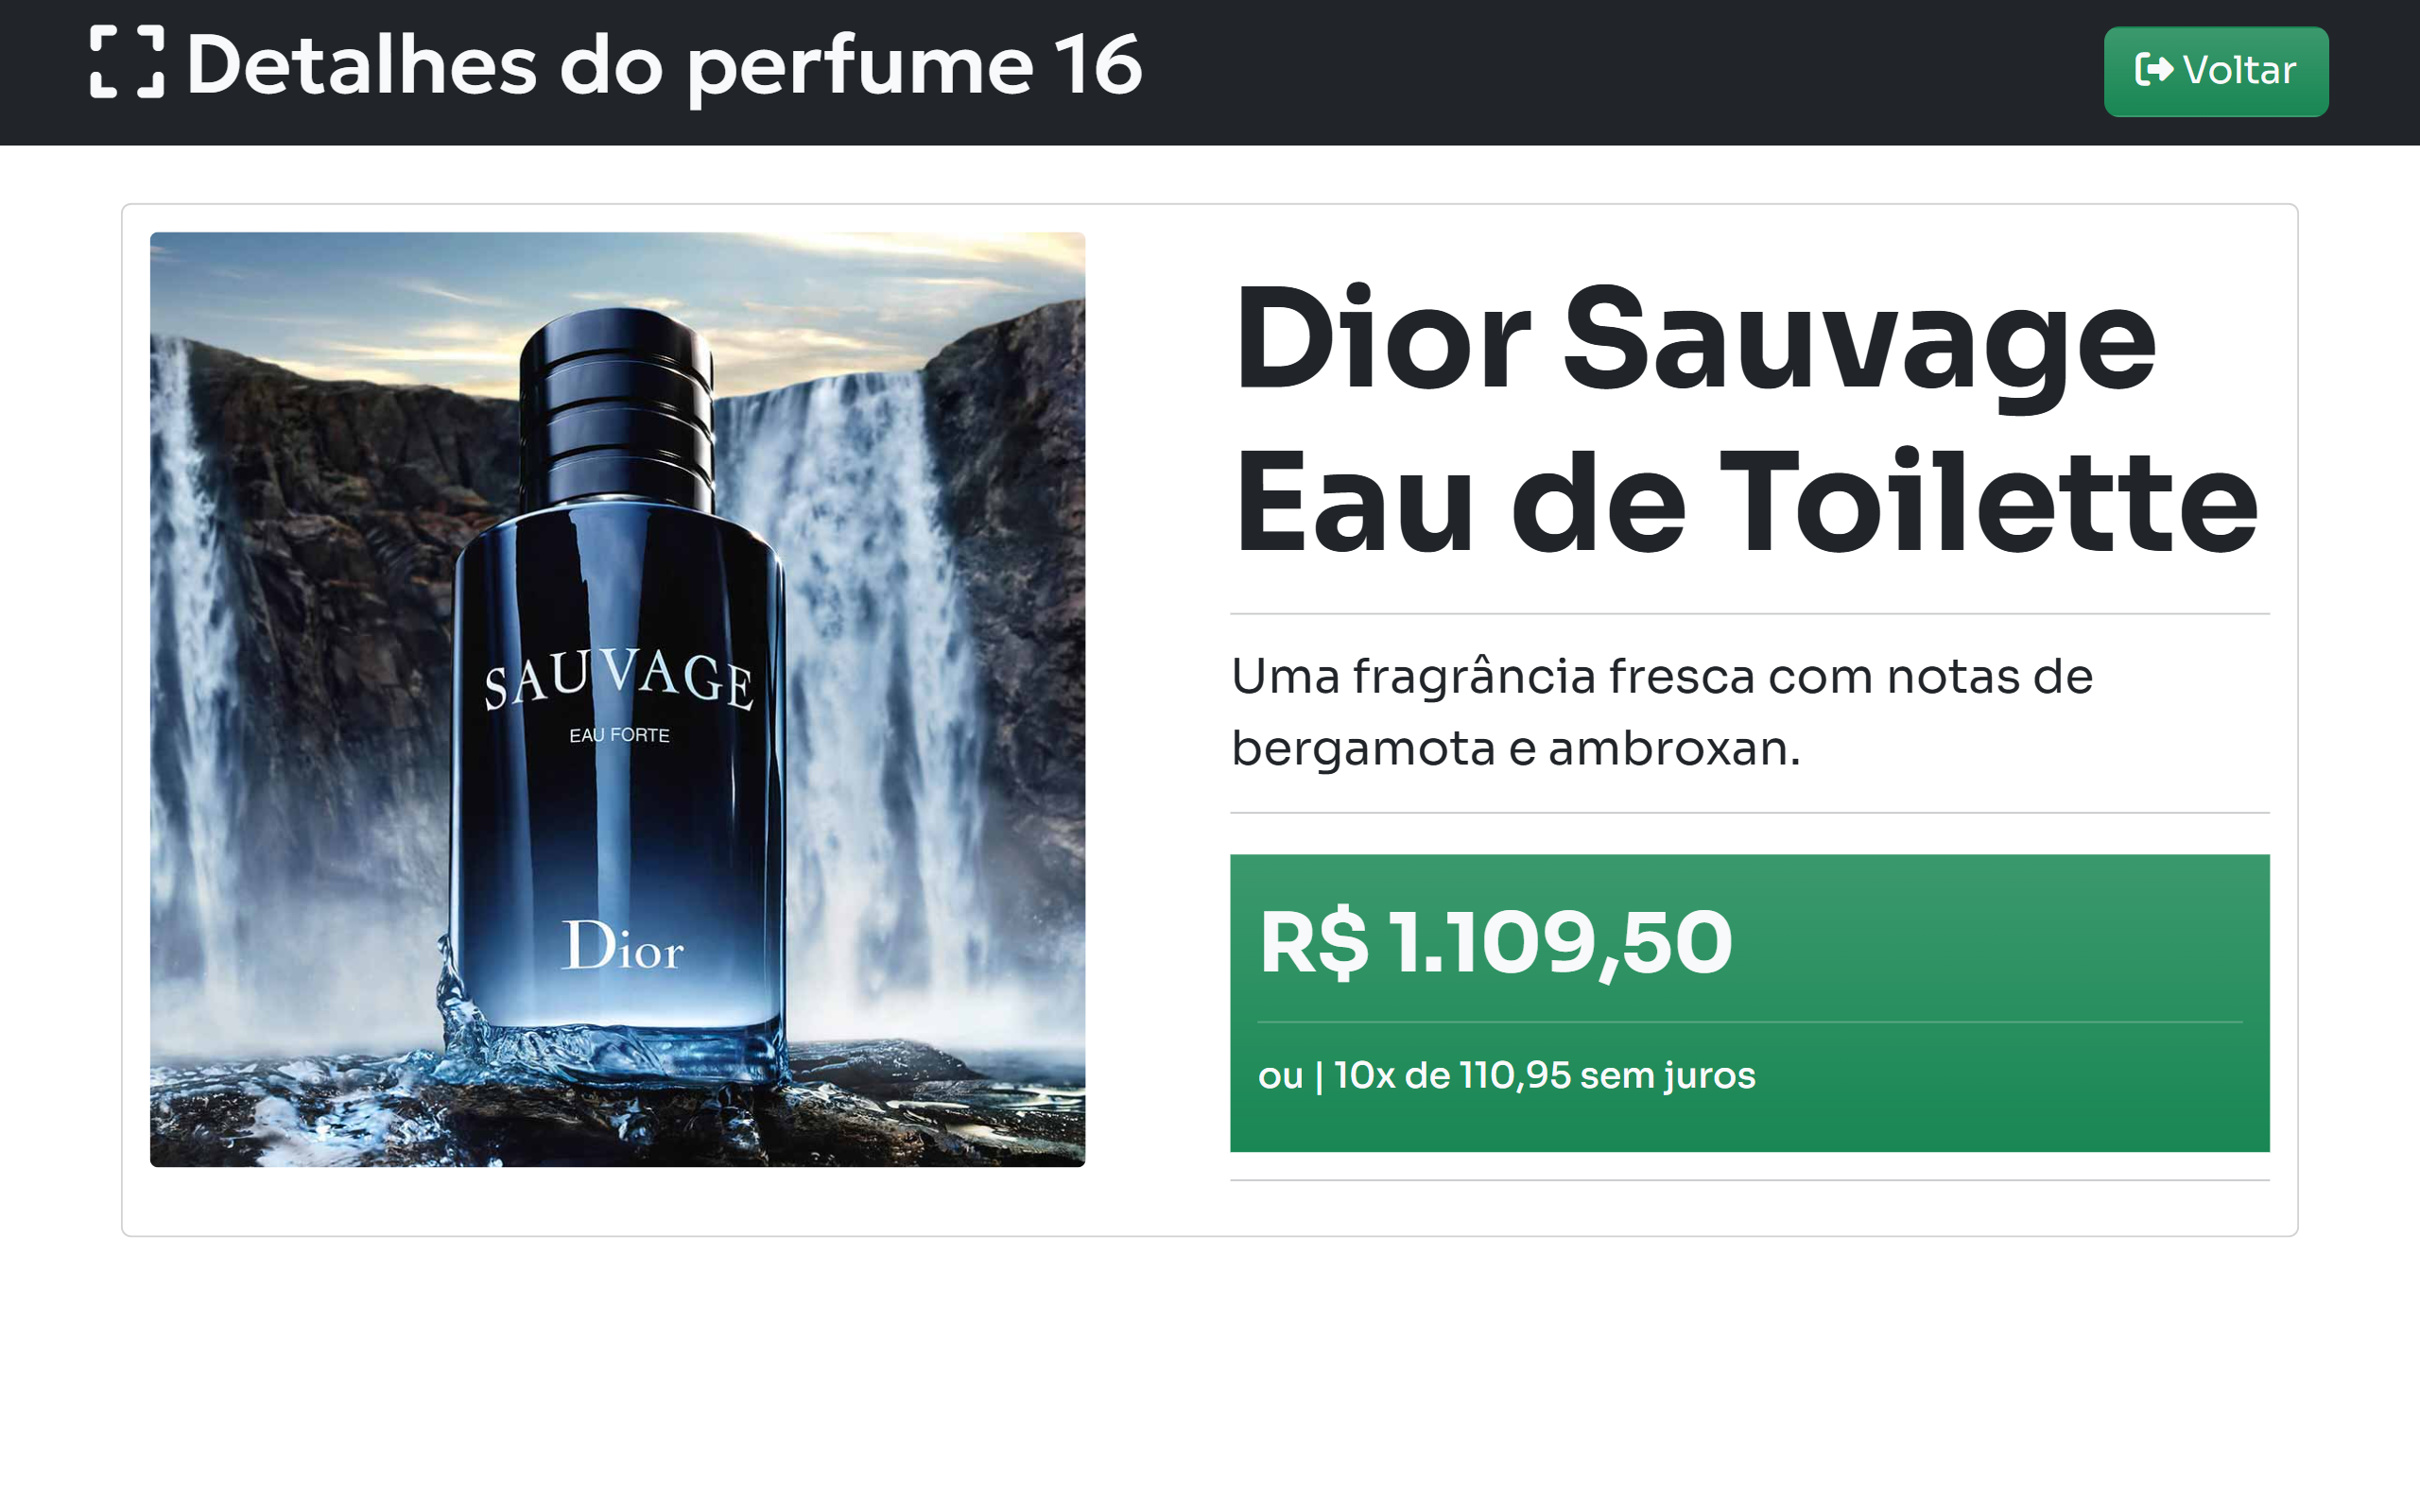 Detalhes do perfume 16
Voltar
SAUVAGE
EAU FORTE
Dior
Dior Sauvage
Eau de Toilette
Uma fragrância fresca com notas de
bergamota e ambroxan.
R$ 1.109,50
ou | 10x de 110,95 sem juros